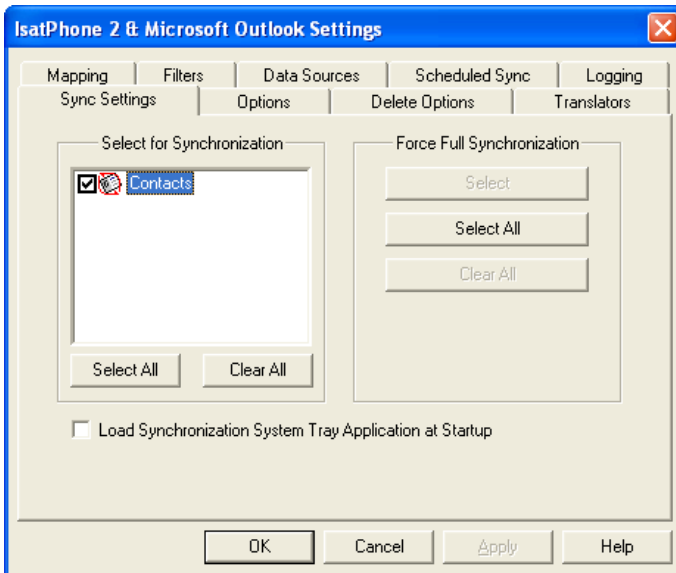 IsatPhone 2 & Microsoft Outlook Settings
Mapping Filters Data Sources Scheduled Sync Logging
Sync Settings Options Delete Options Translators
Select for Synchronization
Contacts
Select All Clear All
Force Full Synchronization
Select
Select All
Clear All
Load Synchronization System Tray Application at Startup
OK Cancel Apply Help